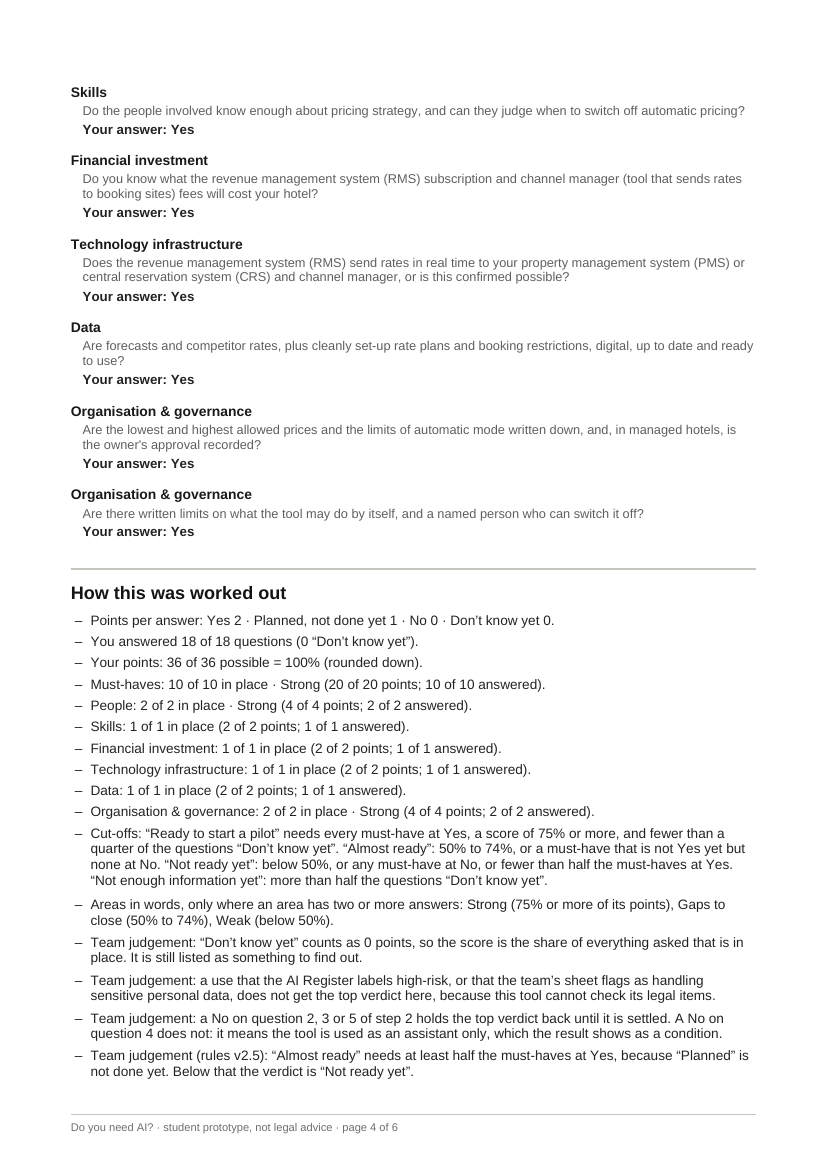 Skills
Do the people involved know enough about pricing strategy, and can they judge when to switch off automatic pricing?
Your answer: Yes
Financial investment
Do you know what the revenue management system (RMS) subscription and channel manager (tool that sends rates
to booking sites) fees will cost your hotel?
Your answer: Yes
Technology infrastructure
Does the revenue management system (RMS) send rates in real time to your property management system (PMS) or
central reservation system (CRS) and channel manager, or is this confirmed possible?
Your answer: Yes
Data
Are forecasts and competitor rates, plus cleanly set-up rate plans and booking restrictions, digital, up to date and ready
to use?
Your answer: Yes
Organisation & governance
Are the lowest and highest allowed prices and the limits of automatic mode written down, and, in managed hotels, is
the owner's approval recorded?
Your answer: Yes
Organisation & governance
Are there written limits on what the tool may do by itself, and a named person who can switch it off?
Your answer: Yes
How this was worked out
– Points per answer: Yes 2 · Planned, not done yet 1 · No 0 · Don’t know yet 0.
– You answered 18 of 18 questions (0 “Don’t know yet”).
– Your points: 36 of 36 possible = 100% (rounded down).
– Must-haves: 10 of 10 in place · Strong (20 of 20 points; 10 of 10 answered).
– People: 2 of 2 in place · Strong (4 of 4 points; 2 of 2 answered).
– Skills: 1 of 1 in place (2 of 2 points; 1 of 1 answered).
– Financial investment: 1 of 1 in place (2 of 2 points; 1 of 1 answered).
– Technology infrastructure: 1 of 1 in place (2 of 2 points; 1 of 1 answered).
– Data: 1 of 1 in place (2 of 2 points; 1 of 1 answered).
– Organisation & governance: 2 of 2 in place · Strong (4 of 4 points; 2 of 2 answered).
– Cut-offs: “Ready to start a pilot” needs every must-have at Yes, a score of 75% or more, and fewer than a
quarter of the questions “Don’t know yet”. “Almost ready”: 50% to 74%, or a must-have that is not Yes yet but
none at No. “Not ready yet”: below 50%, or any must-have at No, or fewer than half the must-haves at Yes.
“Not enough information yet”: more than half the questions “Don’t know yet”.
– Areas in words, only where an area has two or more answers: Strong (75% or more of its points), Gaps to
close (50% to 74%), Weak (below 50%).
– Team judgement: “Don’t know yet” counts as 0 points, so the score is the share of everything asked that is in
place. It is still listed as something to find out.
– Team judgement: a use that the AI Register labels high-risk, or that the team’s sheet flags as handling
sensitive personal data, does not get the top verdict here, because this tool cannot check its legal items.
– Team judgement: a No on question 2, 3 or 5 of step 2 holds the top verdict back until it is settled. A No on
question 4 does not: it means the tool is used as an assistant only, which the result shows as a condition.
– Team judgement (rules v2.5): “Almost ready” needs at least half the must-haves at Yes, because “Planned” is
not done yet. Below that the verdict is “Not ready yet”.
Do you need AI? · student prototype, not legal advice · page 4 of 6